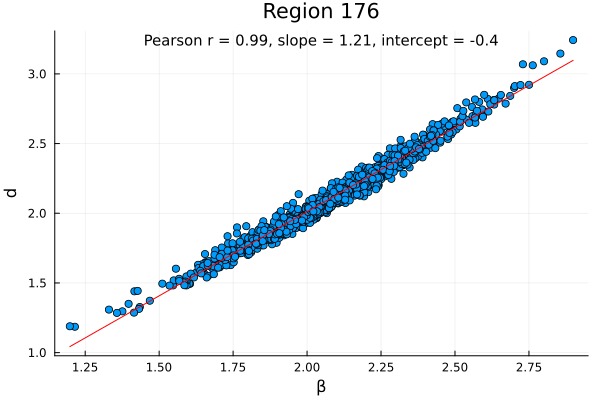 Region 176
Pearson r = 0.99, slope = 1.21, intercept = -0.4
3.0
2.5
d
2.0
1.5
1.0
1.25 1.50 1.75 2.00 2.25 2.50 2.75
β